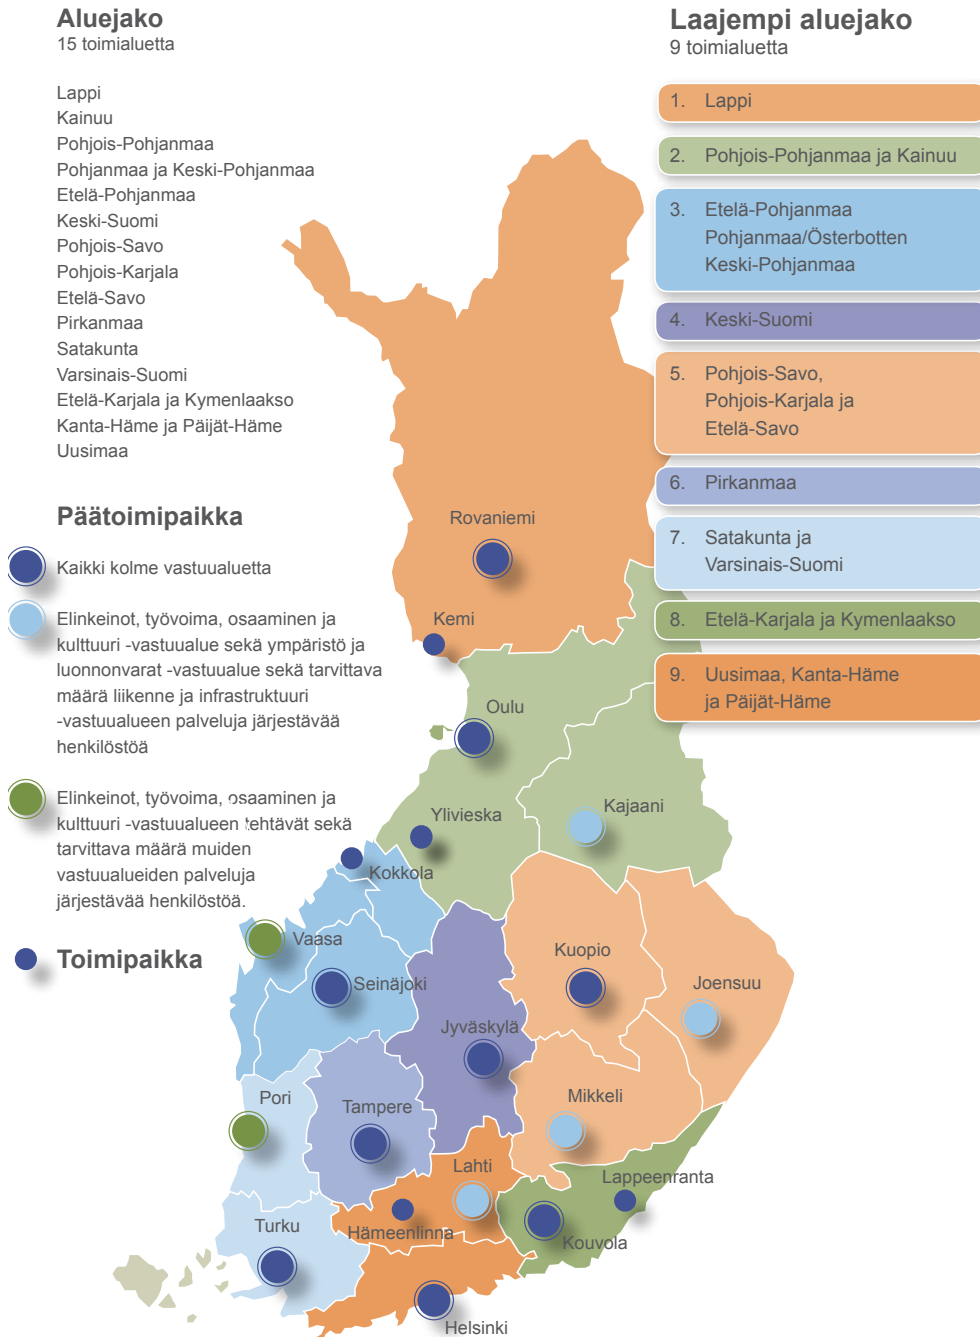 Aluejako
15 toimialuetta
Lappi
Kainuu
Pohjois-Pohjanmaa
Pohjanmaa ja Keski-Pohjanmaa
Etelä-Pohjanmaa
Keski-Suomi
Pohjois-Savo
Pohjois-Karjala
Etelä-Savo
Pirkanmaa
Satakunta
Varsinais-Suomi
Etelä-Karjala ja Kymenlaakso
Kanta-Häme ja Päijät-Häme
Uusimaa
Päätoimipaikka
Kaikki kolme vastuualuetta
Elinkeinot, työvoima, osaaminen ja
kulttuuri -vastuualue sekä ympäristö ja
luonnonvarat -vastuualue sekä tarvittava
määrä liikenne ja infrastruktuuri
-vastuualueen palveluja järjestävää
henkilöstöä
Elinkeinot, työvoima, osaaminen ja
kulttuuri -vastuualueen tehtävät sekä
tarvittava määrä muiden
vastuualueiden palveluja
järjestävää henkilöstöä.
Toimipaikka
Laajempi aluejako
9 toimialuetta
1. Lappi
2. Pohjois-Pohjanmaa ja Kainuu
3. Etelä-Pohjanmaa
Pohjanmaa/Österbotten
Keski-Pohjanmaa
4. Keski-Suomi
5. Pohjois-Savo,
Pohjois-Karjala ja
Etelä-Savo
6. Pirkanmaa
7. Satakunta ja
Varsinais-Suomi
8. Etelä-Karjala ja Kymenlaakso
9. Uusimaa, Kanta-Häme
ja Päijät-Häme
Rovaniemi
Kemi
Oulu
Ylivieska
Kajaani
Kokkola
Vaasa
Seinäjoki
Kuopio
Joensuu
Jyväskylä
Pori
Tampere
Mikkeli
Lahti
Lappeenranta
Hämeenlinna
Kouvola
Turku
Helsinki